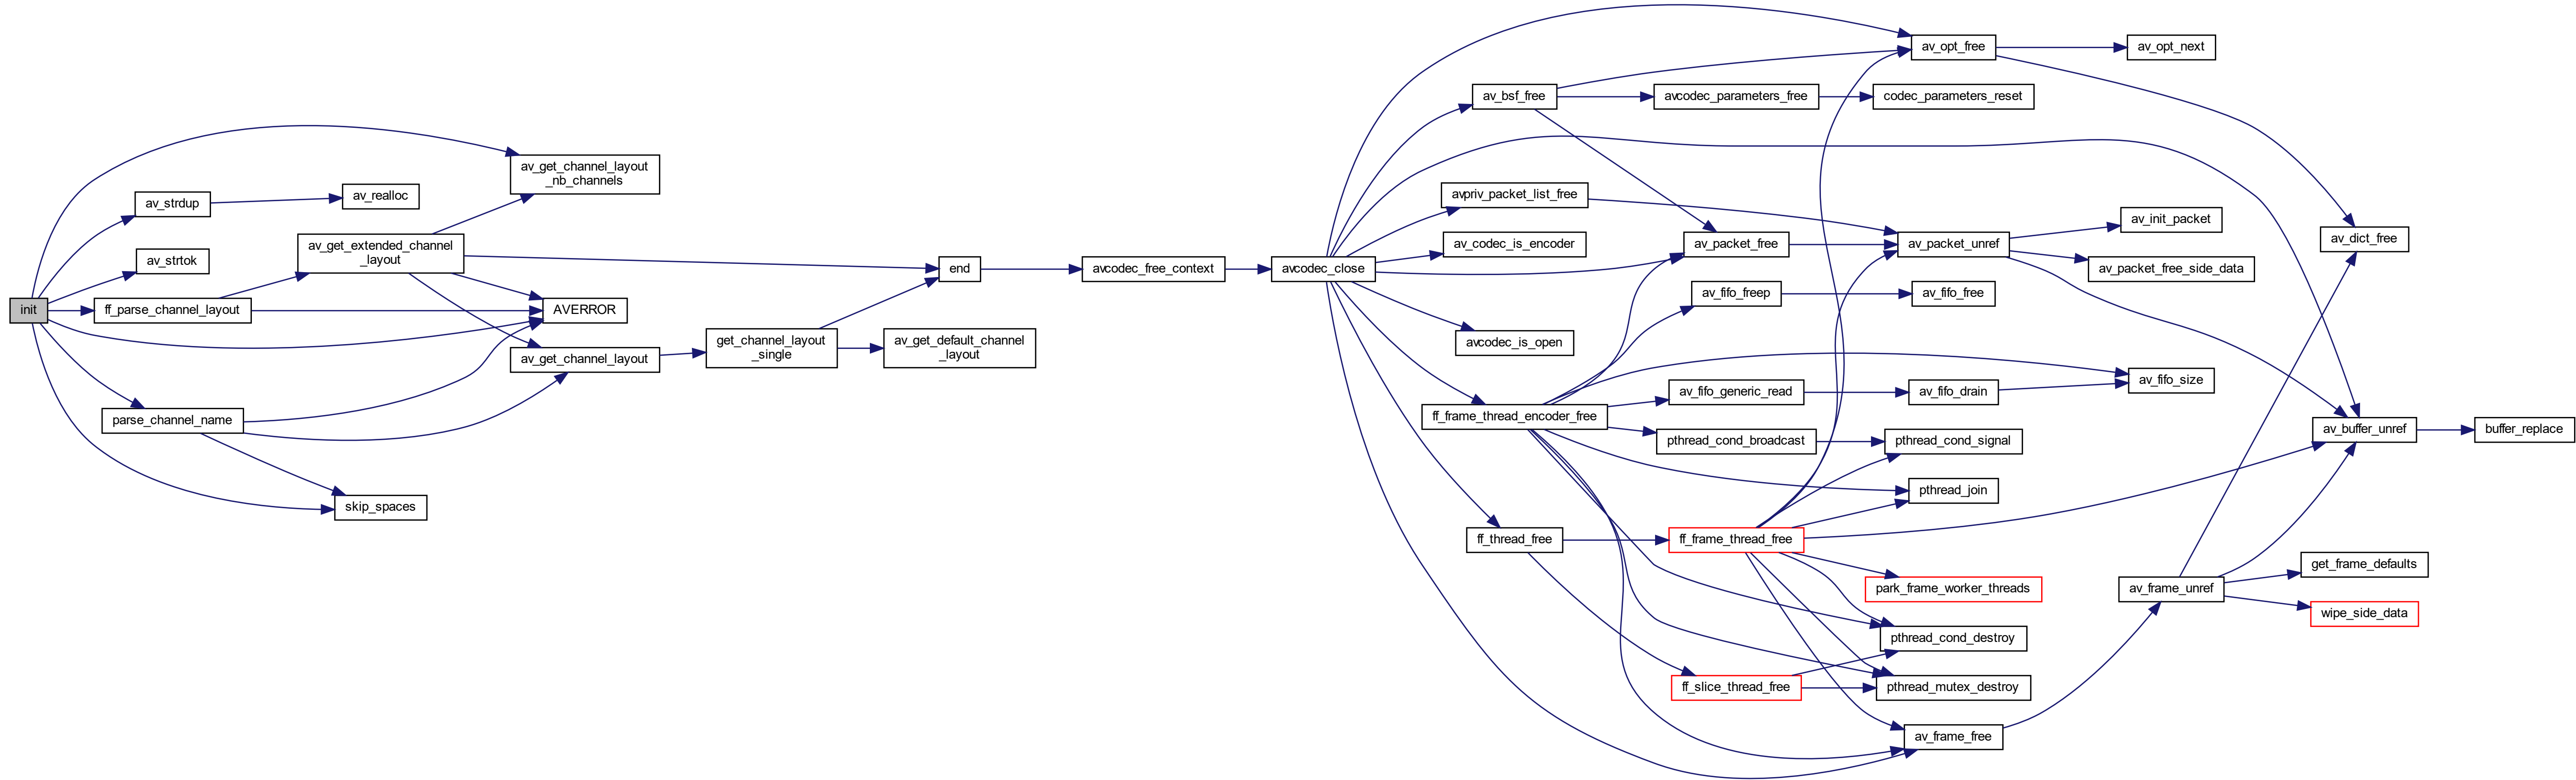 init
av_strdup
av_strtok
ff_parse_channel_layout
parse_channel_name
av_realloc
av_get_extended_channel
_layout
skip_spaces
av_get_channel_layout
_nb_channels
AVERROR
av_get_channel_layout
get_channel_layout
_single
end
av_get_default_channel
_layout
avcodec_free_context
avcodec_close
av_bsf_free
avpriv_packet_list_free
av_codec_is_encoder
avcodec_is_open
ff_frame_thread_encoder_free
ff_thread_free
avcodec_parameters_free
av_packet_free
av_fifo_freep
av_fifo_generic_read
pthread_cond_broadcast
ff_frame_thread_free
ff_slice_thread_free
av_opt_free
codec_parameters_reset
av_packet_unref
av_fifo_free
av_fifo_drain
pthread_cond_signal
pthread_join
park_frame_worker_threads
pthread_cond_destroy
pthread_mutex_destroy
av_frame_free
av_opt_next
av_init_packet
av_packet_free_side_data
av_fifo_size
av_frame_unref
av_dict_free
av_buffer_unref
get_frame_defaults
wipe_side_data
buffer_replace